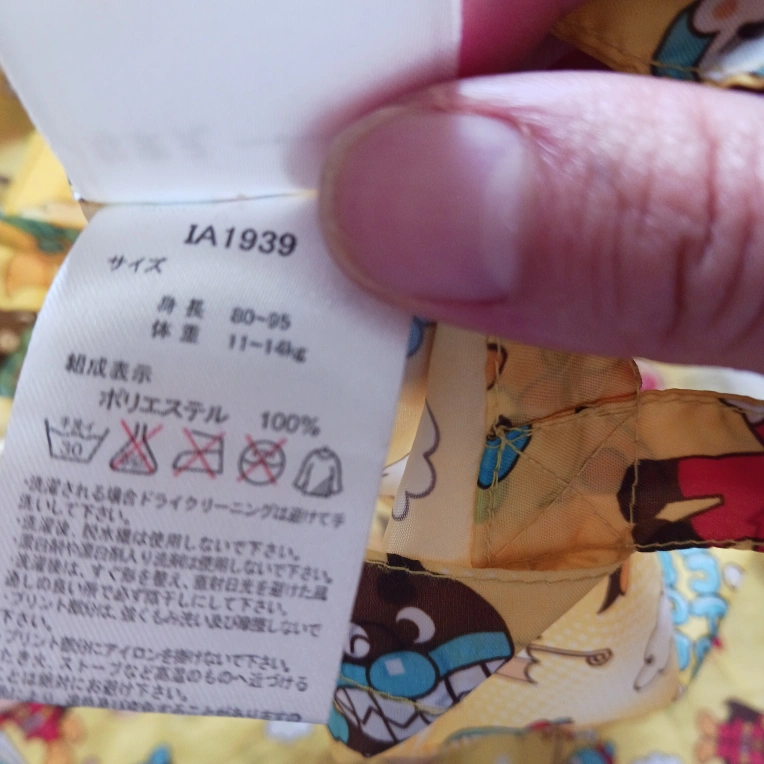 IA1939
サイズ
身長 80~95
体重 11~14kg
組成表示
ポリエステル 100%
手洗イ
30
・洗濯される場合ドライクリーニングは避けて手
洗いして下さい。
・洗濯後、脱水機は使用しないで下さい。
蛍白剤や蛍白剤入り洗剤は使用しないで下さい。
洗濯後は、すぐ形を整え、直射日光を避けた風
通しの良い所で必ず陰干しにして下さい。
プリント部分は、強くもみ洗い及び摩擦しないで
下さい。
プリント部分にアイロンを掛けないで下さい。
たき火、ストーブなど高温のものへ近づける
とは絶対にお避け下さい。